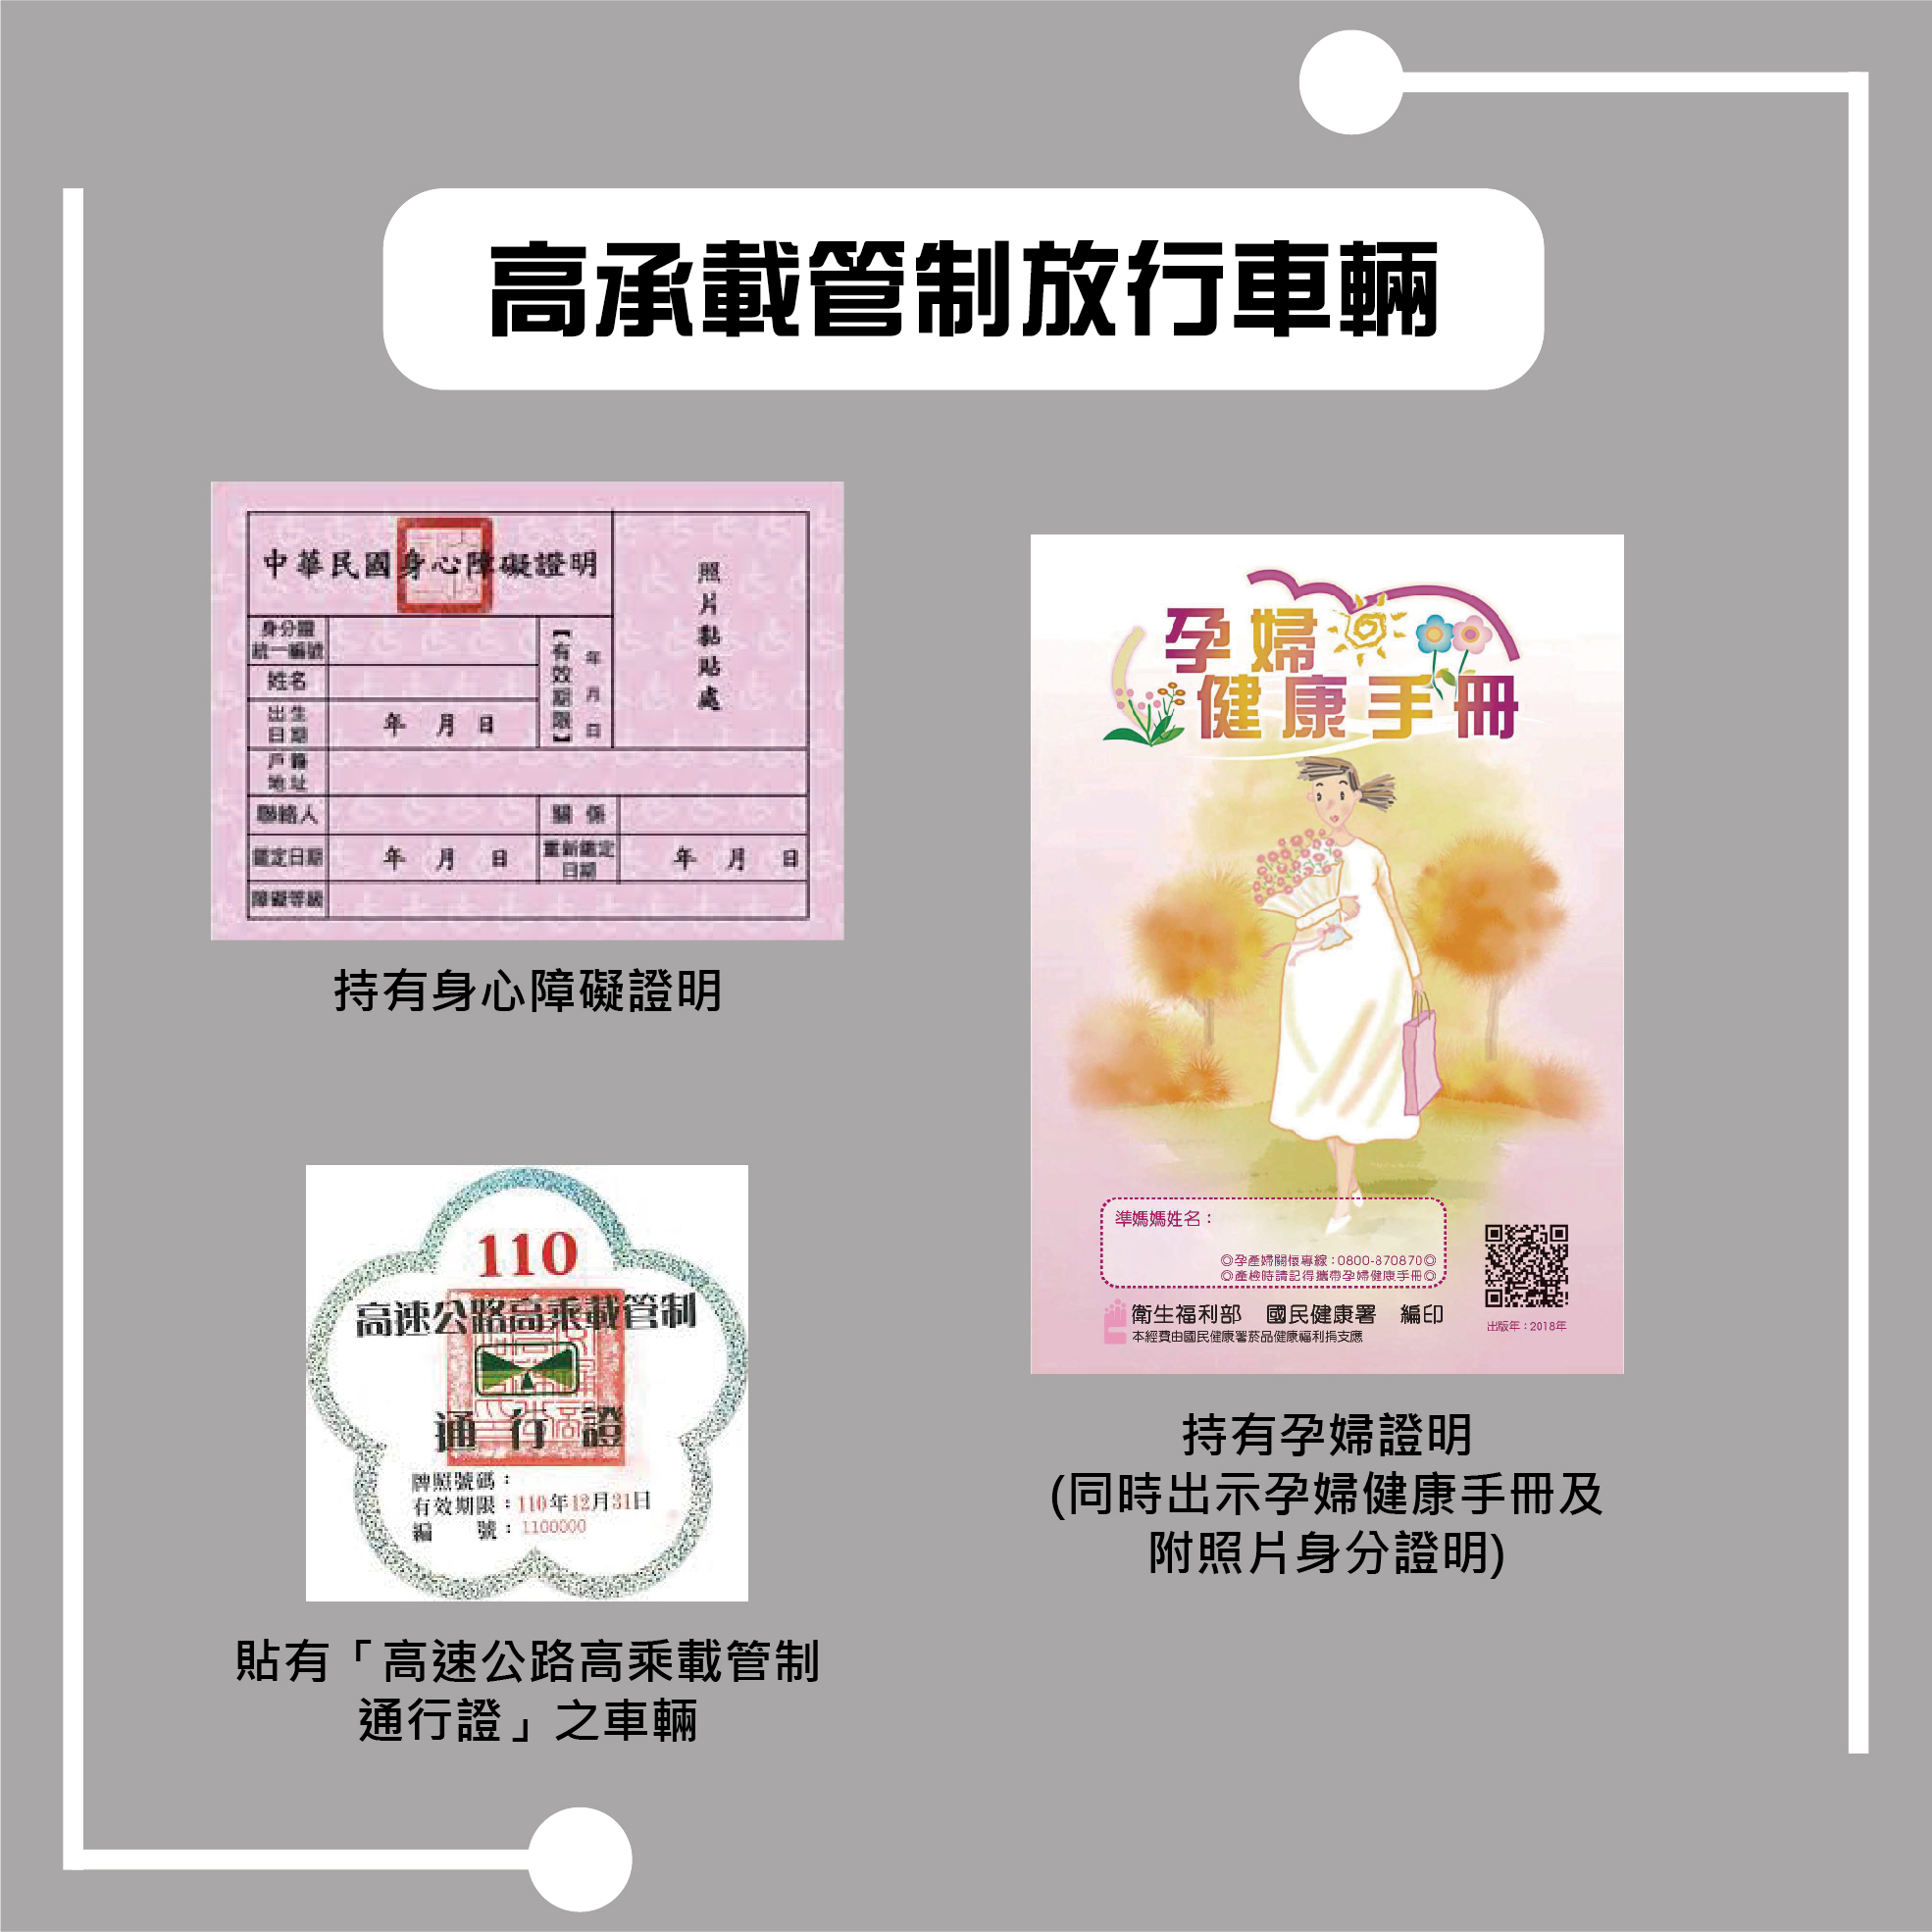 高承載管制放行車輛
中華民國身心障礙證明
照片黏貼處
身分證
統一編號
姓名
出生
日期
年 月 日
【有效期限】
年 月 日
戶籍
地址
聯絡人
關係
鑑定日期
年 月 日
重新鑑定
日期
年 月 日
障礙等級
持有身心障礙證明
110
高速公路高乘載管制
通行證
牌照號碼：
有效期限：110年12月31日
編 號：1100000
貼有「高速公路高乘載管制
通行證」之車輛
孕婦
健康手冊
準媽媽姓名：
◎孕產婦關懷專線：0800-870870◎
◎產檢時請記得攜帶孕婦健康手冊◎
衛生福利部 國民健康署 編印
本經費由國民健康署菸品健康福利捐支應
出版年：2018年
持有孕婦證明
(同時出示孕婦健康手冊及
附照片身分證明)